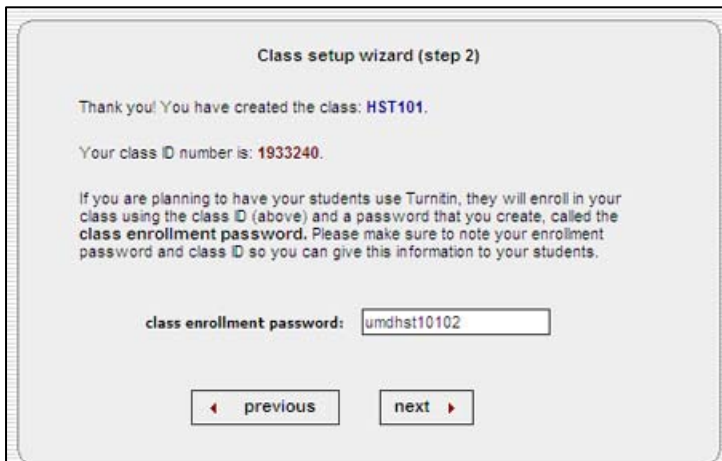 Class setup wizard (step 2)
Thank you! You have created the class: HST101.
Your class ID number is: 1933240.
If you are planning to have your students use Turnitin, they will enroll in your
class using the class ID (above) and a password that you create, called the
class enrollment password. Please make sure to note your enrollment
password and class ID so you can give this information to your students.
class enrollment password: umdhst10102
previous next